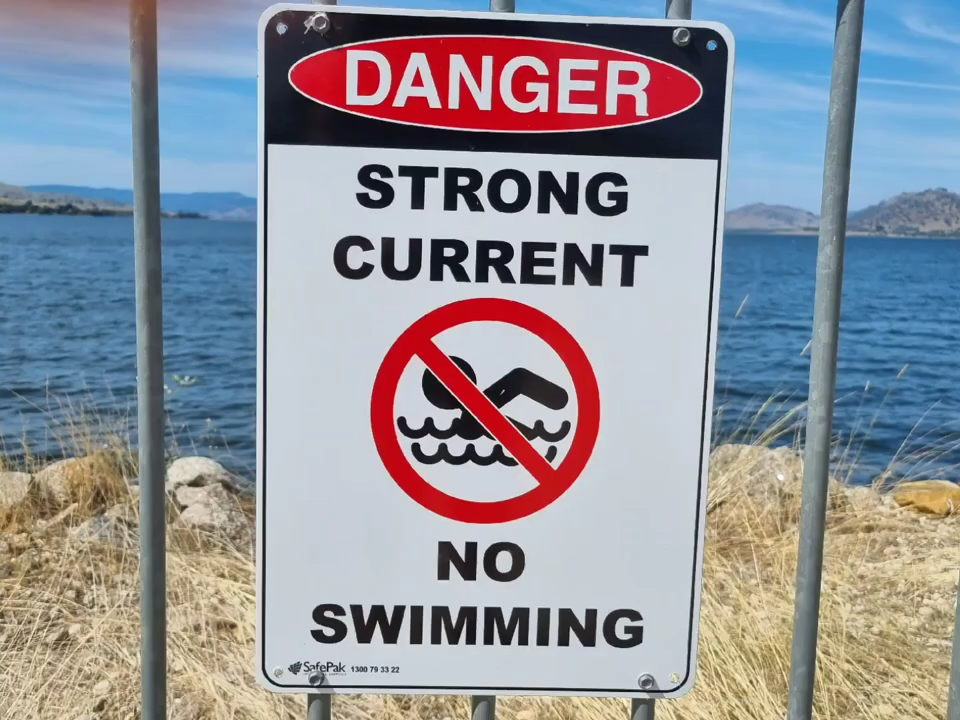 DANGER
STRONG
CURRENT
NO
SWIMMING
SafePak 1300 79 33 22